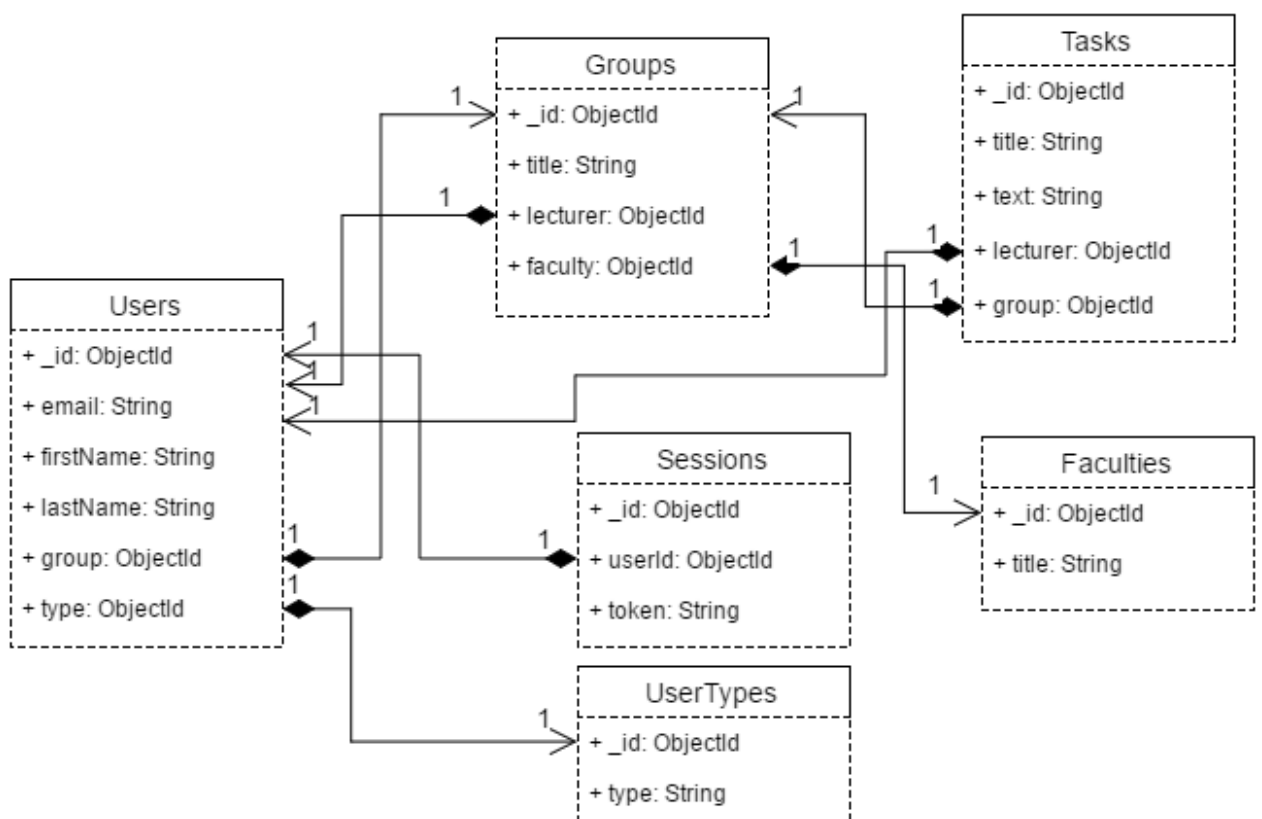 Groups
+ _id: ObjectId
+ title: String
+ lecturer: ObjectId
+ faculty: ObjectId
Tasks
+ _id: ObjectId
+ title: String
+ text: String
+ lecturer: ObjectId
+ group: ObjectId
Users
+ _id: ObjectId
+ email: String
+ firstName: String
+ lastName: String
+ group: ObjectId
+ type: ObjectId
Sessions
+ _id: ObjectId
+ userId: ObjectId
+ token: String
Faculties
+ _id: ObjectId
+ title: String
UserTypes
+ _id: ObjectId
+ type: String
1
1
1
1
1
1
1
1
1
1
1
1
1
1